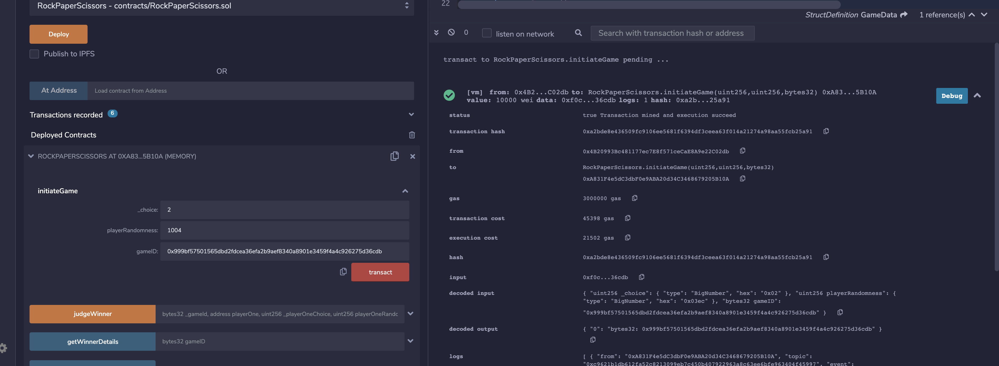 RockPaperScissors - contracts/RockPaperScissors.sol
Deploy
Publish to IPFS
OR
At Address
Load contract from Address
Transactions recorded 6
Deployed Contracts
ROCKPAPERSCISSORS AT 0XA83...5B10A (MEMORY)
initiateGame
_choice: 2
playerRandomness: 1004
gameID: 0x999bf57501565dbd2fdcea36efa2b9aef8340a8901e3459f4a4c926275d36cdb
transact
judgeWinner
bytes32 _gameId, address playerOne, uint256 _playerOneChoice, uint256 playerOneRandc
getWinnerDetails
bytes32 gameID
22
StructDefinition GameData 1 reference(s)
0
listen on network
Search with transaction hash or address
transact to RockPaperScissors.initiateGame pending ...
[vm] from: 0x4B2...C02db to: RockPaperScissors.initiateGame(uint256,uint256,bytes32) 0xA83...5B10A
value: 10000 wei data: 0xf0c...36cdb logs: 1 hash: 0xa2b...25a91
Debug
status true Transaction mined and execution succeed
transaction hash 0xa2bde8e436509fc9106ee5681f6394df3ceea63f014a21274a98aa55fcb25a91
from 0x4B20993Bc481177ec7E8f571ceCaE8A9e22C02db
to RockPaperScissors.initiateGame(uint256,uint256,bytes32)
0xA831F4e5dC3dbF0e9ABA20d34C3468679205B10A
gas 3000000 gas
transaction cost 45398 gas
execution cost 21502 gas
hash 0xa2bde8e436509fc9106ee5681f6394df3ceea63f014a21274a98aa55fcb25a91
input 0xf0c...36cdb
decoded input { "uint256 _choice": { "type": "BigNumber", "hex": "0x02" }, "uint256 playerRandomness": {
"type": "BigNumber", "hex": "0x03ec" }, "bytes32 gameID":
"0x999bf57501565dbd2fdcea36efa2b9aef8340a8901e3459f4a4c926275d36cdb" }
decoded output { "0": "bytes32: 0x999bf57501565dbd2fdcea36efa2b9aef8340a8901e3459f4a4c926275d36cdb" }
logs [ { "from": "0xA831F4e5dC3dbF0e9ABA20d34C3468679205B10A", "topic":
"0xc9621b1db612fa52c8213099eb7c450b407922963a8c63ee6bfe963404f45997", "event":